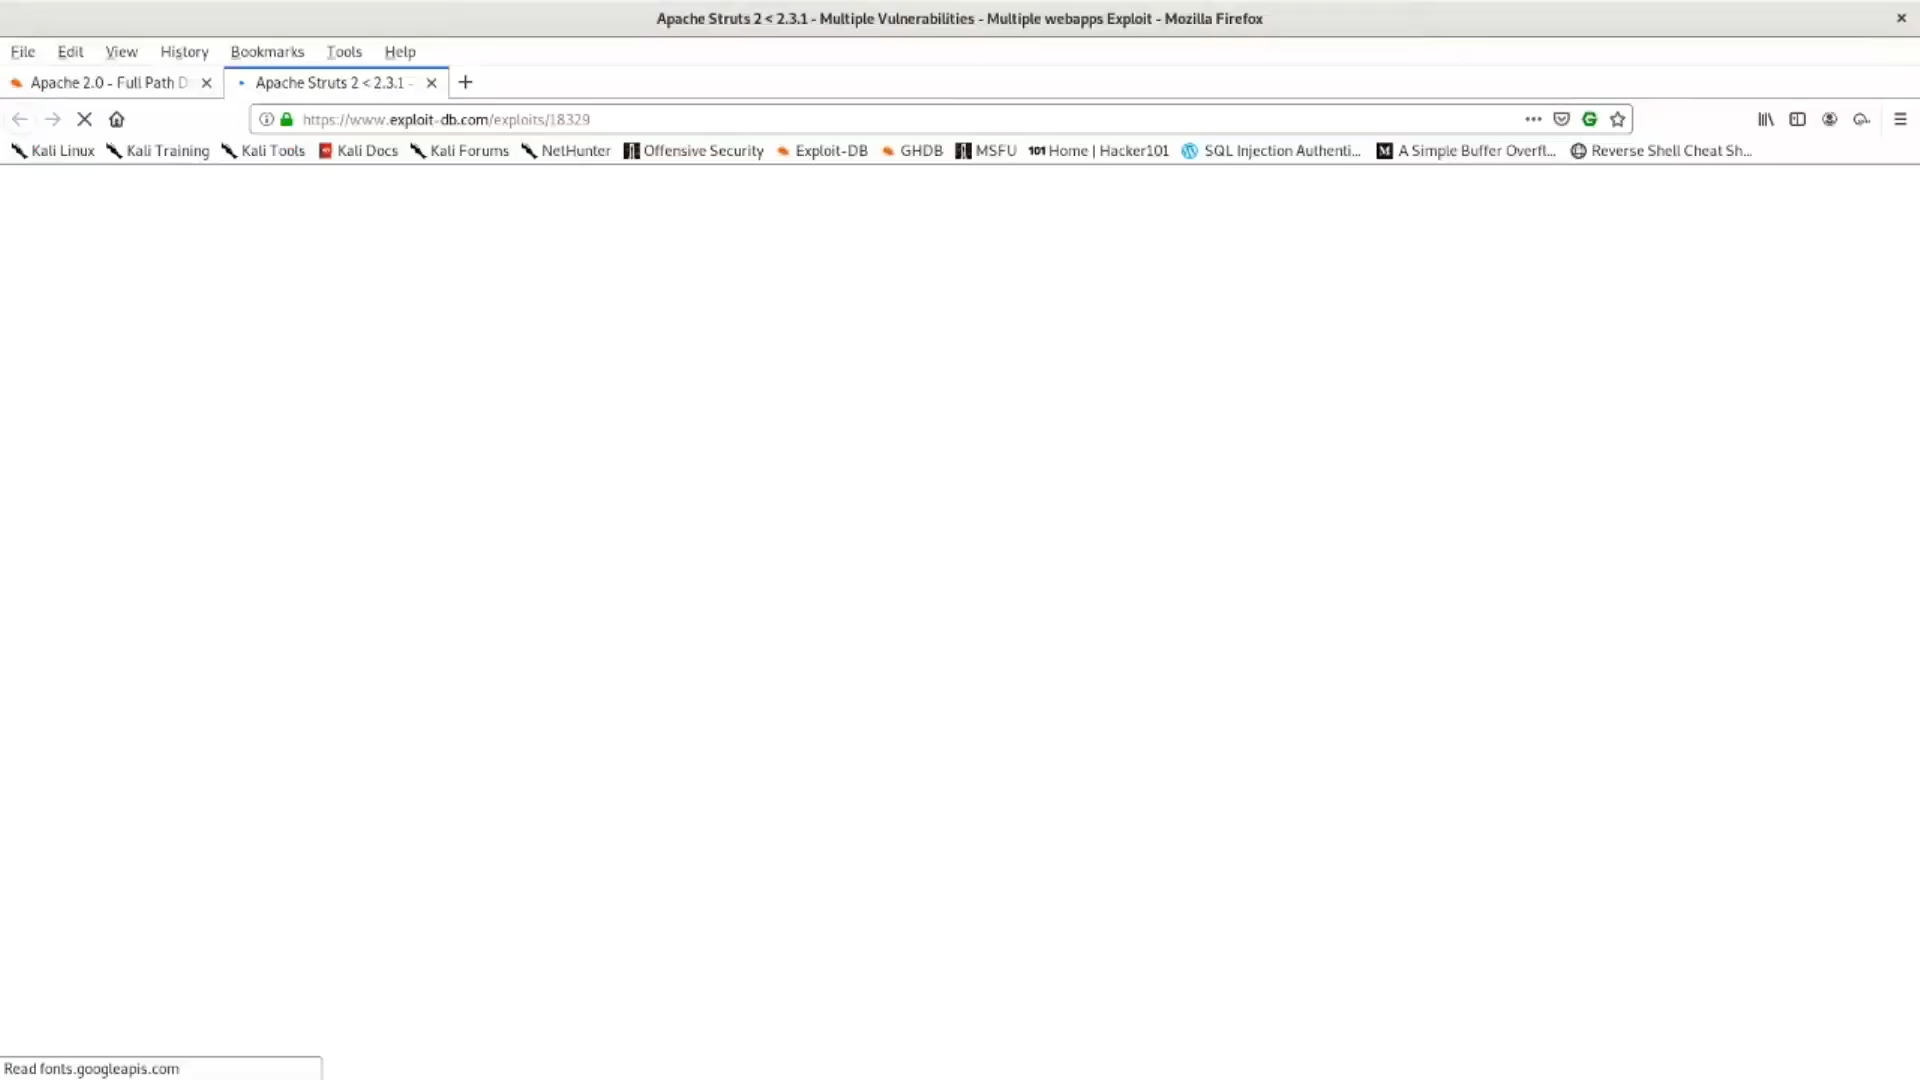 Apache Struts 2 < 2.3.1 - Multiple Vulnerabilities - Multiple webapps Exploit - Mozilla Firefox
File Edit View History Bookmarks Tools Help
Apache 2.0 - Full Path D Apache Struts 2 < 2.3.1 -
https://www.exploit-db.com/exploits/18329
Kali Linux Kali Training Kali Tools Kali Docs Kali Forums NetHunter Offensive Security Exploit-DB GHDB MSFU 101 Home | Hacker101 SQL Injection Authenti... M A Simple Buffer Overfl... Reverse Shell Cheat Sh...
Read fonts.googleapis.com